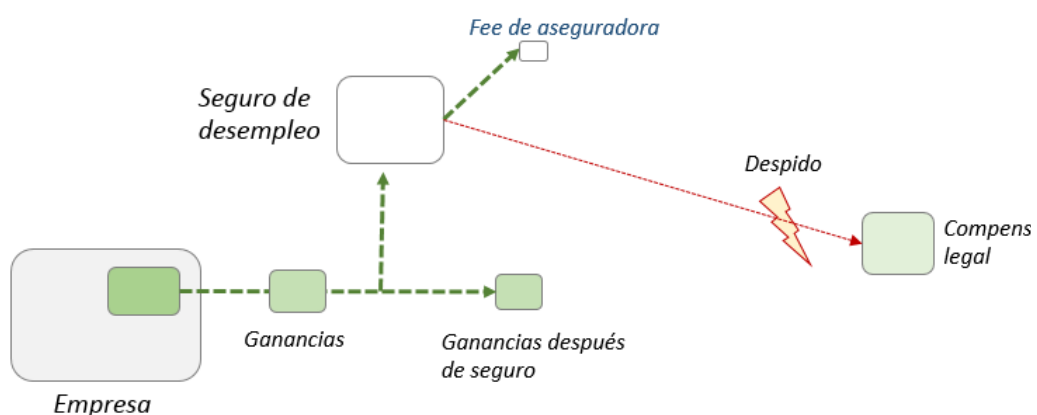 Fee de aseguradora
Seguro de
desempleo
Despido
Compens
legal
Ganancias
Ganancias después
de seguro
Empresa